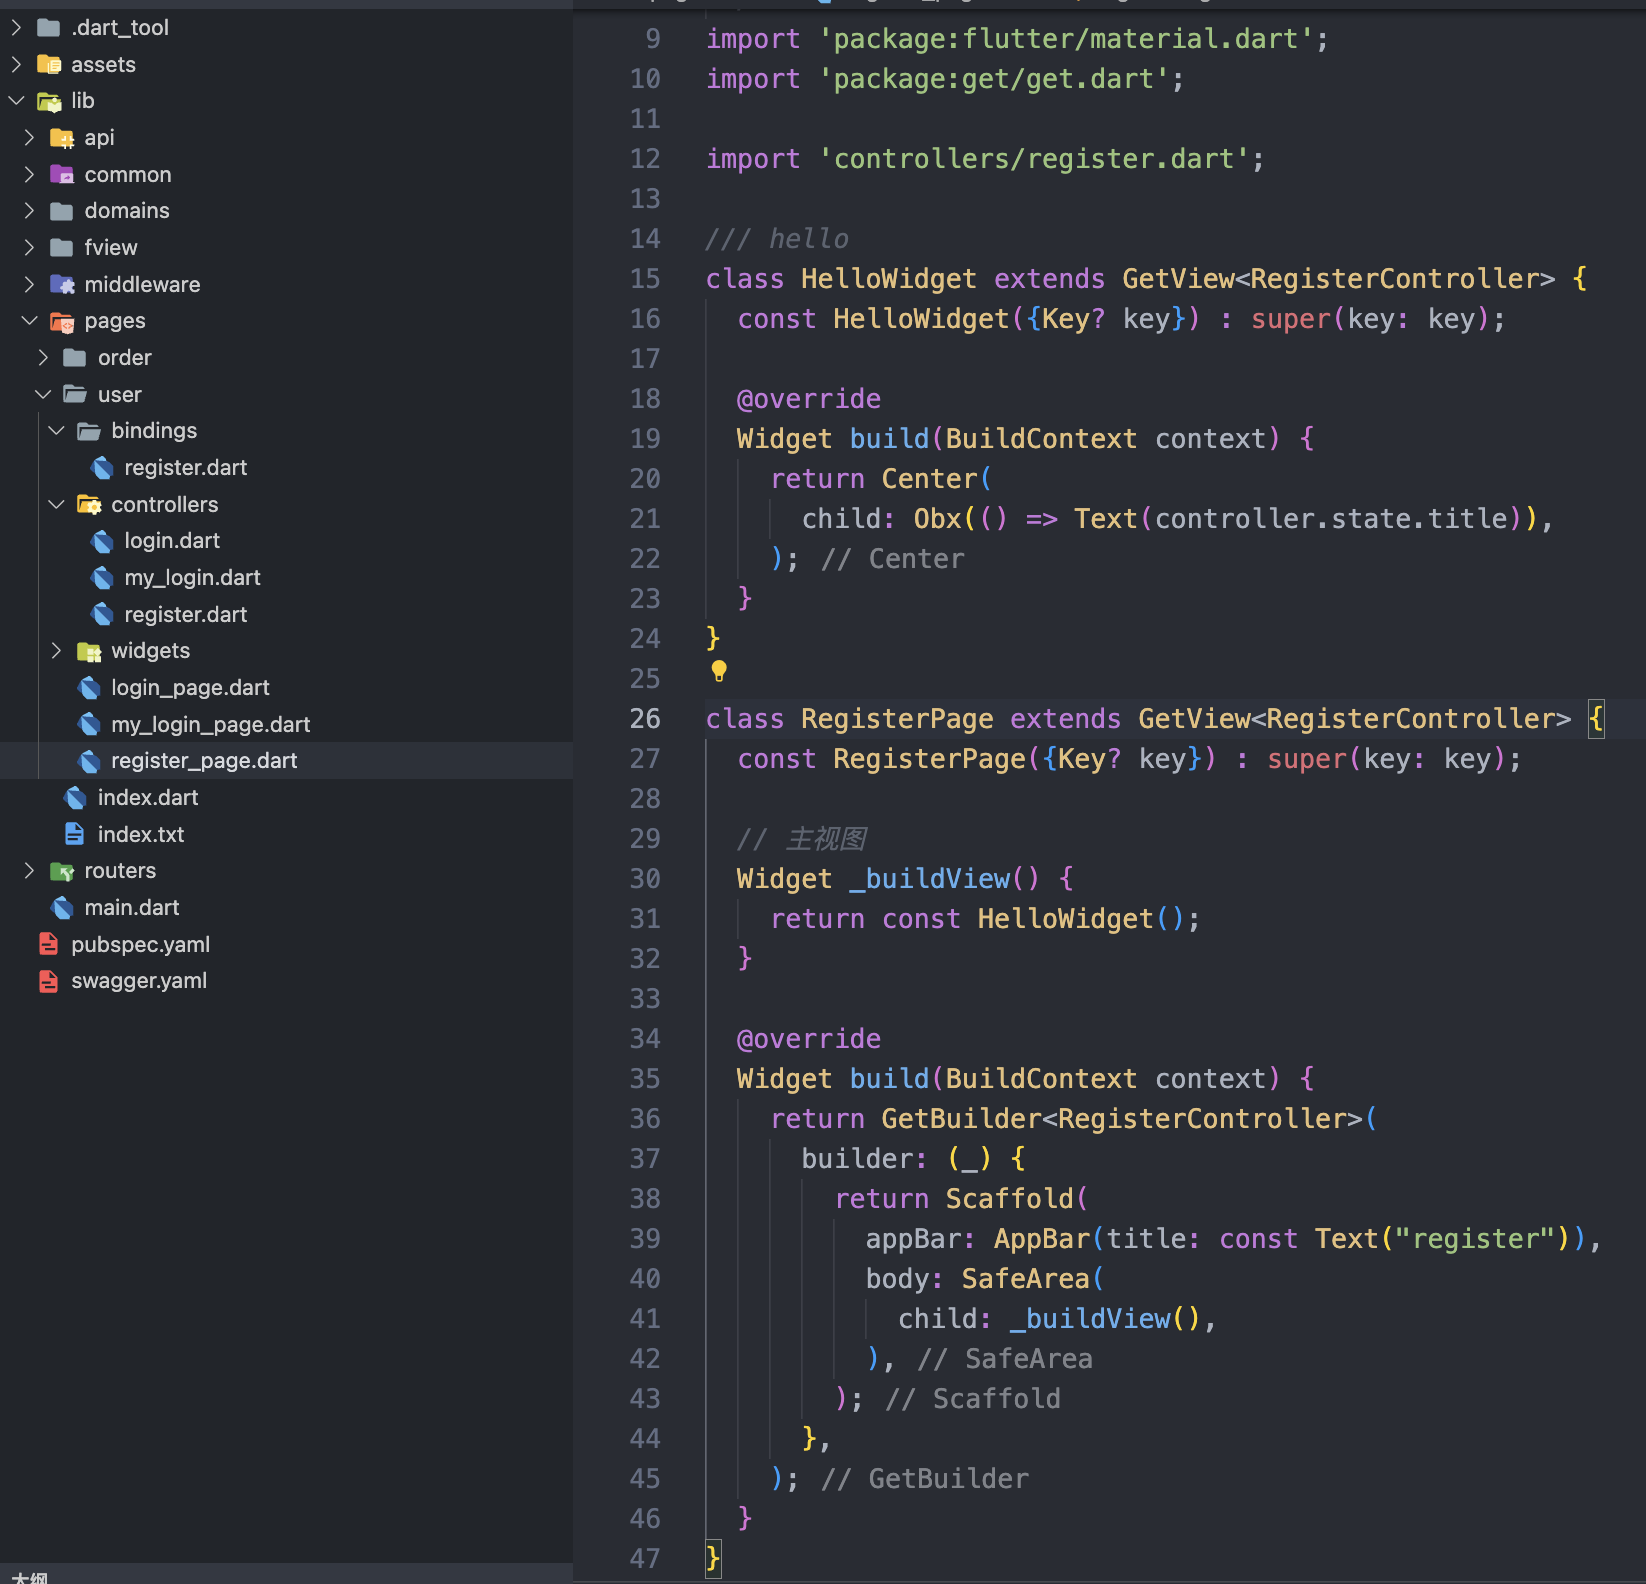 .dart_tool
assets
lib
api
common
domains
fview
middleware
pages
order
user
bindings
register.dart
controllers
login.dart
my_login.dart
register.dart
widgets
login_page.dart
my_login_page.dart
register_page.dart
index.dart
index.txt
routers
main.dart
pubspec.yaml
swagger.yaml
大纲
9 import 'package:flutter/material.dart';
10 import 'package:get/get.dart';
11
12 import 'controllers/register.dart';
13
14 /// hello
15 class HelloWidget extends GetView<RegisterController> {
16 const HelloWidget({Key? key}) : super(key: key);
17
18 @override
19 Widget build(BuildContext context) {
20 return Center(
21 child: Obx(() => Text(controller.state.title)),
22 ); // Center
23 }
24 }
25
26 class RegisterPage extends GetView<RegisterController> {
27 const RegisterPage({Key? key}) : super(key: key);
28
29 // 主视图
30 Widget _buildView() {
31 return const HelloWidget();
32 }
33
34 @override
35 Widget build(BuildContext context) {
36 return GetBuilder<RegisterController>(
37 builder: (_) {
38 return Scaffold(
39 appBar: AppBar(title: const Text("register")),
40 body: SafeArea(
41 child: _buildView(),
42 ), // SafeArea
43 ); // Scaffold
44 },
45 ); // GetBuilder
46 }
47 }